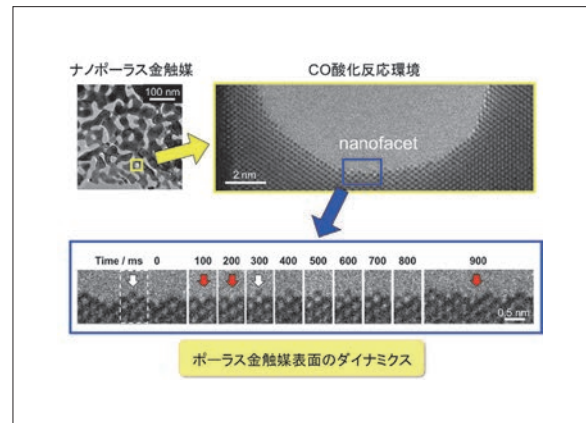 ナノポーラス金触媒
CO酸化反応環境
100 nm
nanofacet
2 nm
Time / ms 0 100 200 300 400 500 600 700 800 900
0.5 nm
ポーラス金触媒表面のダイナミクス